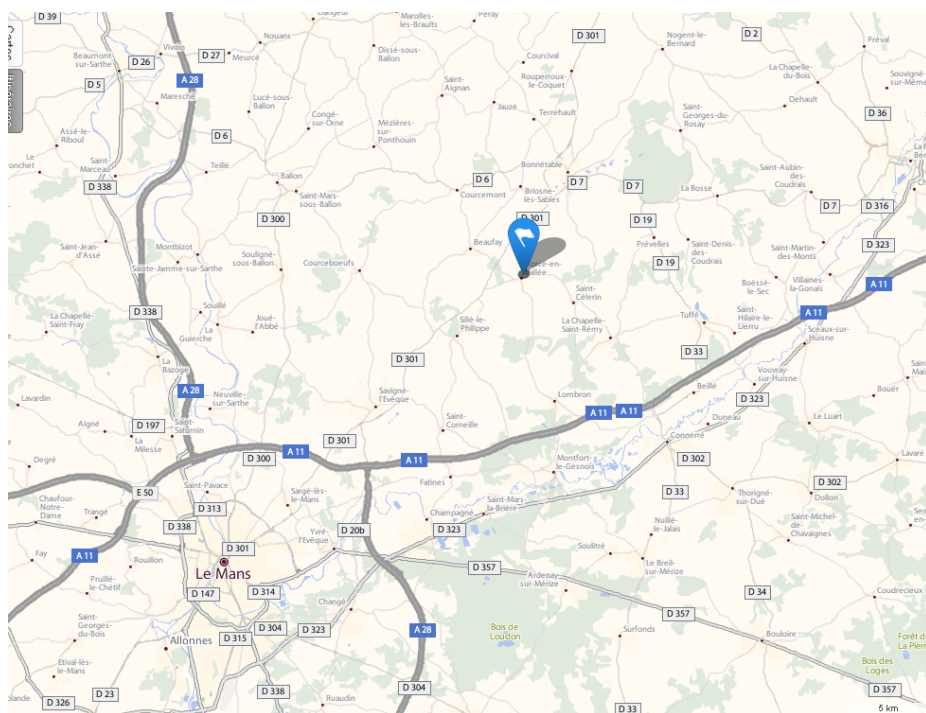 D 39
Dangeul
Marolles-
les-Braults
Peray
Nouans
D 301
D 2
Vivoin
D 27
Meurcé
Dissé-sous-
Ballon
Nogent-le-
Bernard
Préval
Beaumont-
sur-Sarthe
D 26
Courcival
D 5
A 28
Saint-
Aignan
Rouperroux-
le-Coquet
La Chapelle-
du-Bois
Souvigné-
sur-Même
Maresché
Lucé-sous-
Ballon
Jauzé
Dehault
Congé-
sur-Orne
Terrehault
Saint-
Georges-du-
Rosay
D 36
Assé-le-
Riboul
D 6
Mézières-
sur-
Ponthouin
Saint-
Marceau
Teillé
Bonnétable
Saint-Aubin-
des-
Coudrais
D 338
Ballon
D 6
D 7
D 7
La Bosse
Courcemont
Briosne-
lès-Sables
Saint-Mars-
sous-Ballon
D 7
D 316
D 300
D 301
D 19
Saint-Jean-
d'Assé
Montbizot
Beaufay
Prévelles
Saint-Denis-
des-
Coudrais
Saint-Martin-
des-Monts
D 323
Souligné-
sous-Ballon
Courceboeufs
D 19
Sainte-Jamme-sur-Sarthe
Villaines-
la-Gonais
Boëssé-
le-Sec
A 11
Saint-
Célerin
Souillé
La Chapelle-
Saint-Fray
D 338
La
Guierche
Joué-
l'Abbé
Sillé-le-
Philippe
La Chapelle-
Saint-Rémy
Tuffé
Saint-
Hilaire-le-
Lierru
A 11
Sceaux-sur-
Huisne
La
Bazoge
D 301
D 33
Vouvray-
sur-Huisne
Lavardin
A 28
Savigné-
l'Evêque
Beillé
Bouër
Neuville-
sur-Sarthe
Lombron
D 323
Aigné
D 197
Saint-
Saturnin
Saint-
Corneille
A 11
A 11
Duneau
Le Luart
La
Milesse
D 301
Connerré
Degré
D 300
A 11
A 11
Montfort-
le-Gesnois
D 302
Lavaré
Chaufour-
Notre-
Dame
E 50
Saint-Pavace
Sargé-lès-
le-Mans
Fatines
D 33
Thorigné-
sur-Dué
D 302
Dollon
Trangé
D 313
Champagné
Saint-Mars-
la-Brière
D 338
Yvré-
l'Evêque
D 20b
D 323
Nuillé-
le-Jalais
Saint-Michel-
de-
Chavaignes
Fay
A 11
Rouillon
D 301
Soulitré
Le Mans
D 357
Ardenay-
sur-Mérize
Le Breil-
sur-Mérize
Pruillé-
le-Chétif
D 147
D 314
Changé
D 34
Coudrecieux
D 357
Saint-
Georges-
du-Bois
D 304
D 315
D 323
A 28
Bois de
Loudon
Surfonds
Bouloire
Allonnes
Etival-lès-
le-Mans
Bois des
Loges
D 23
D 338
D 304
D 357
D 326
Ruaudin
D 33
5 km